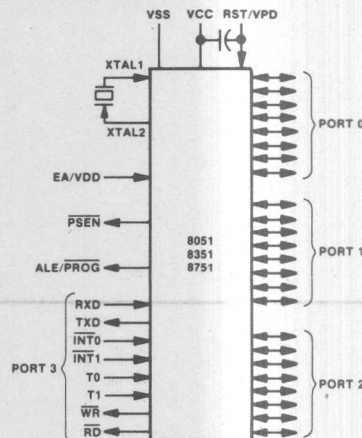 VSS VCC RST/VPD
XTAL1
XTAL2
PORT 0
EA/VDD
PSEN
8051
8351
8751
PORT 1
ALE/PROG
RXD
TXD
INT0
INT1
PORT 3
T0
PORT 2
T1
WR
RD